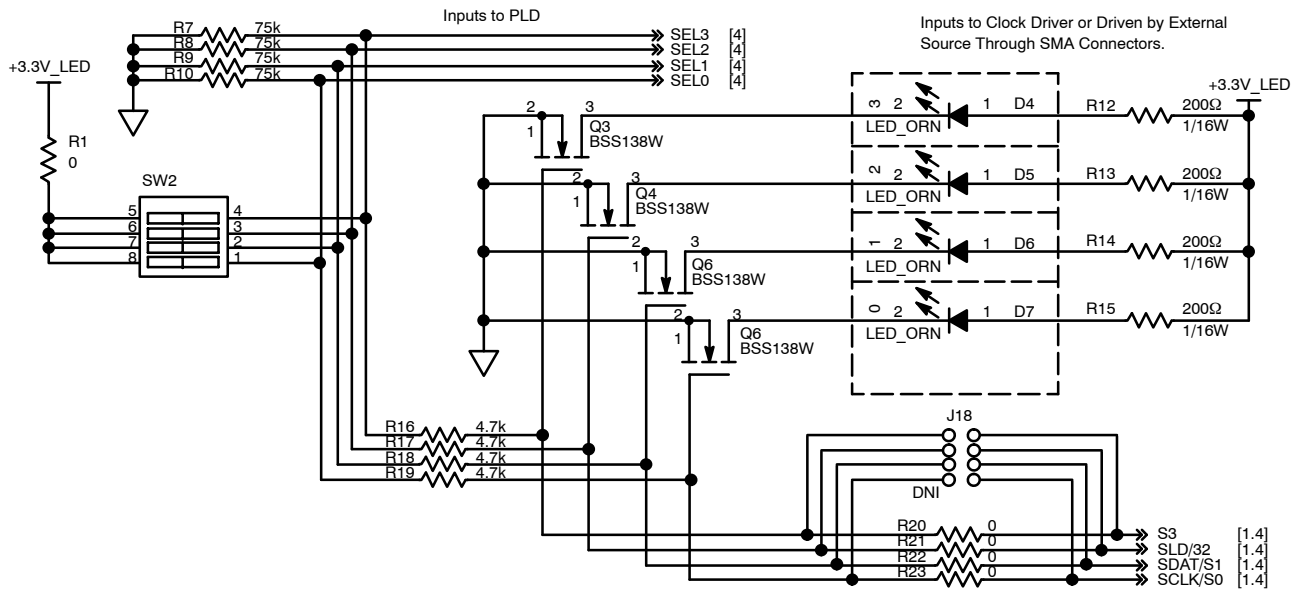 Inputs to PLD
Inputs to Clock Driver or Driven by External
Source Through SMA Connectors.
R7 75k SEL3 [4]
R8 75k SEL2 [4]
R9 75k SEL1 [4]
R10 75k SEL0 [4]
+3.3V_LED
R1
0
SW2
5 4
6 3
7 2
8 1
+3.3V_LED
2 3
1
Q3
BSS138W
3 2 1 D4
LED_ORN
R12 200Ω
1/16W
2 3
1
Q4
BSS138W
2 2 1 D5
LED_ORN
R13 200Ω
1/16W
2 3
1
Q6
BSS138W
1 2 1 D6
LED_ORN
R14 200Ω
1/16W
2 3
1
Q6
BSS138W
0 2 1 D7
LED_ORN
R15 200Ω
1/16W
R16 4.7k
R17 4.7k
R18 4.7k
R19 4.7k
J18
DNI
R20 0 S3 [1.4]
R21 0 SLD/32 [1.4]
R22 0 SDAT/S1 [1.4]
R23 0 SCLK/S0 [1.4]